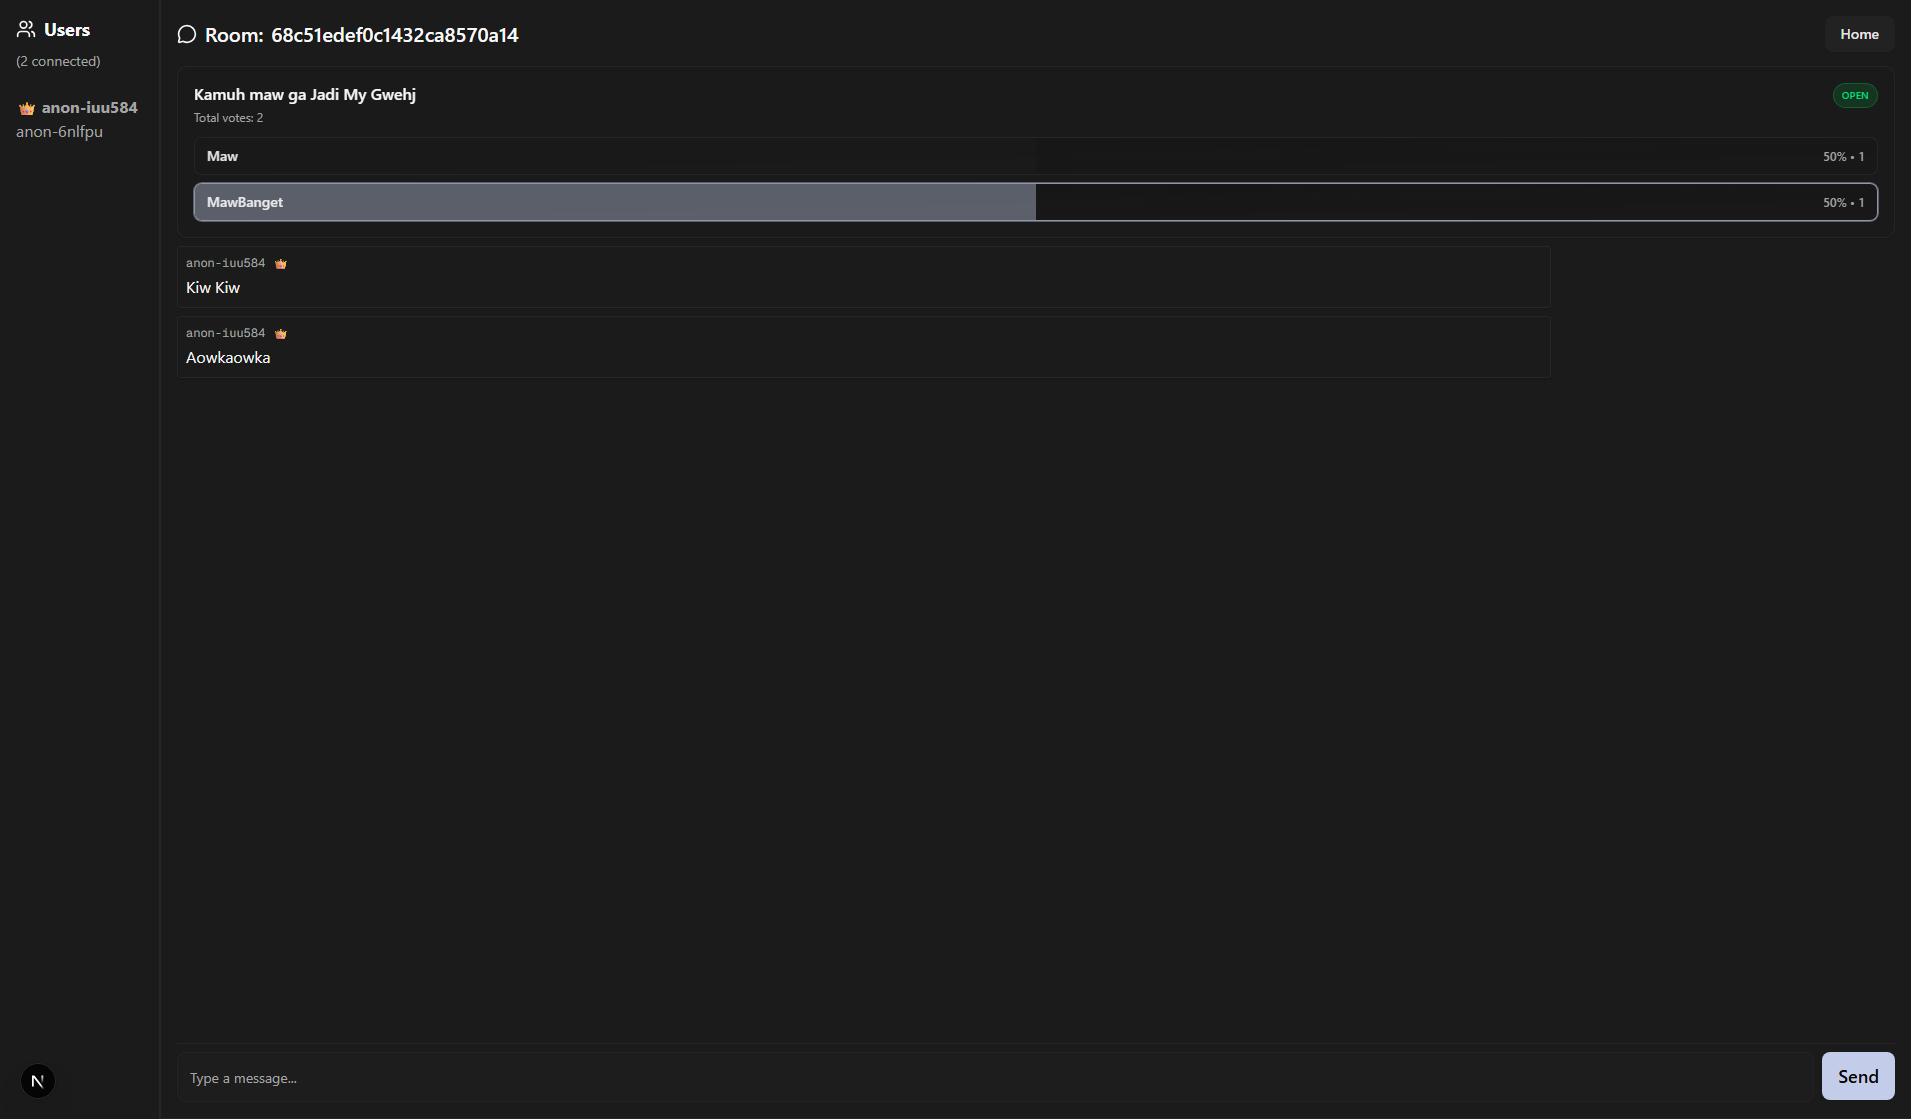 Users
(2 connected)
anon-iuu584
anon-6nlfpu
Room: 68c51edef0c1432ca8570a14
Home
Kamuh maw ga Jadi My Gwehj
OPEN
Total votes: 2
Maw
50% • 1
MawBanget
50% • 1
anon-iuu584
Kiw Kiw
anon-iuu584
Aowkaowka
N
Type a message...
Send